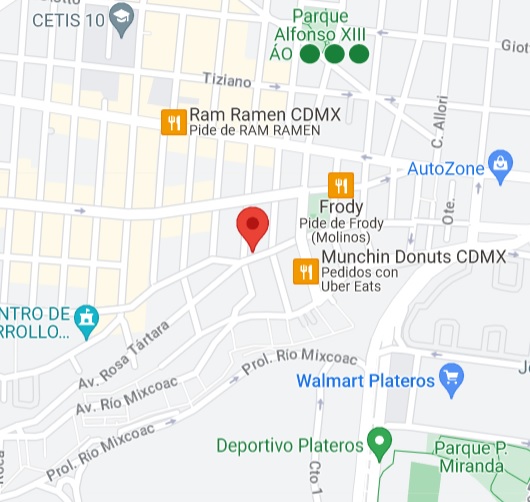 CETIS 10
Parque
Alfonso XIII
ÁO
Giot
Tiziano
Ram Ramen CDMX
Pide de RAM RAMEN
C. Allori
AutoZone
Frody
Pide de Frody
(Molinos)
Ote.
Munchin Donuts CDMX
Pedidos con
Uber Eats
NTRO DE
RROLLO...
Av. Rosa Tártara
Prol. Río Mixcoac
Walmart Plateros
Av. Río Mixcoac
Prol. Río Mixcoac
Deportivo Plateros
Parque P.
Miranda
Cto 1